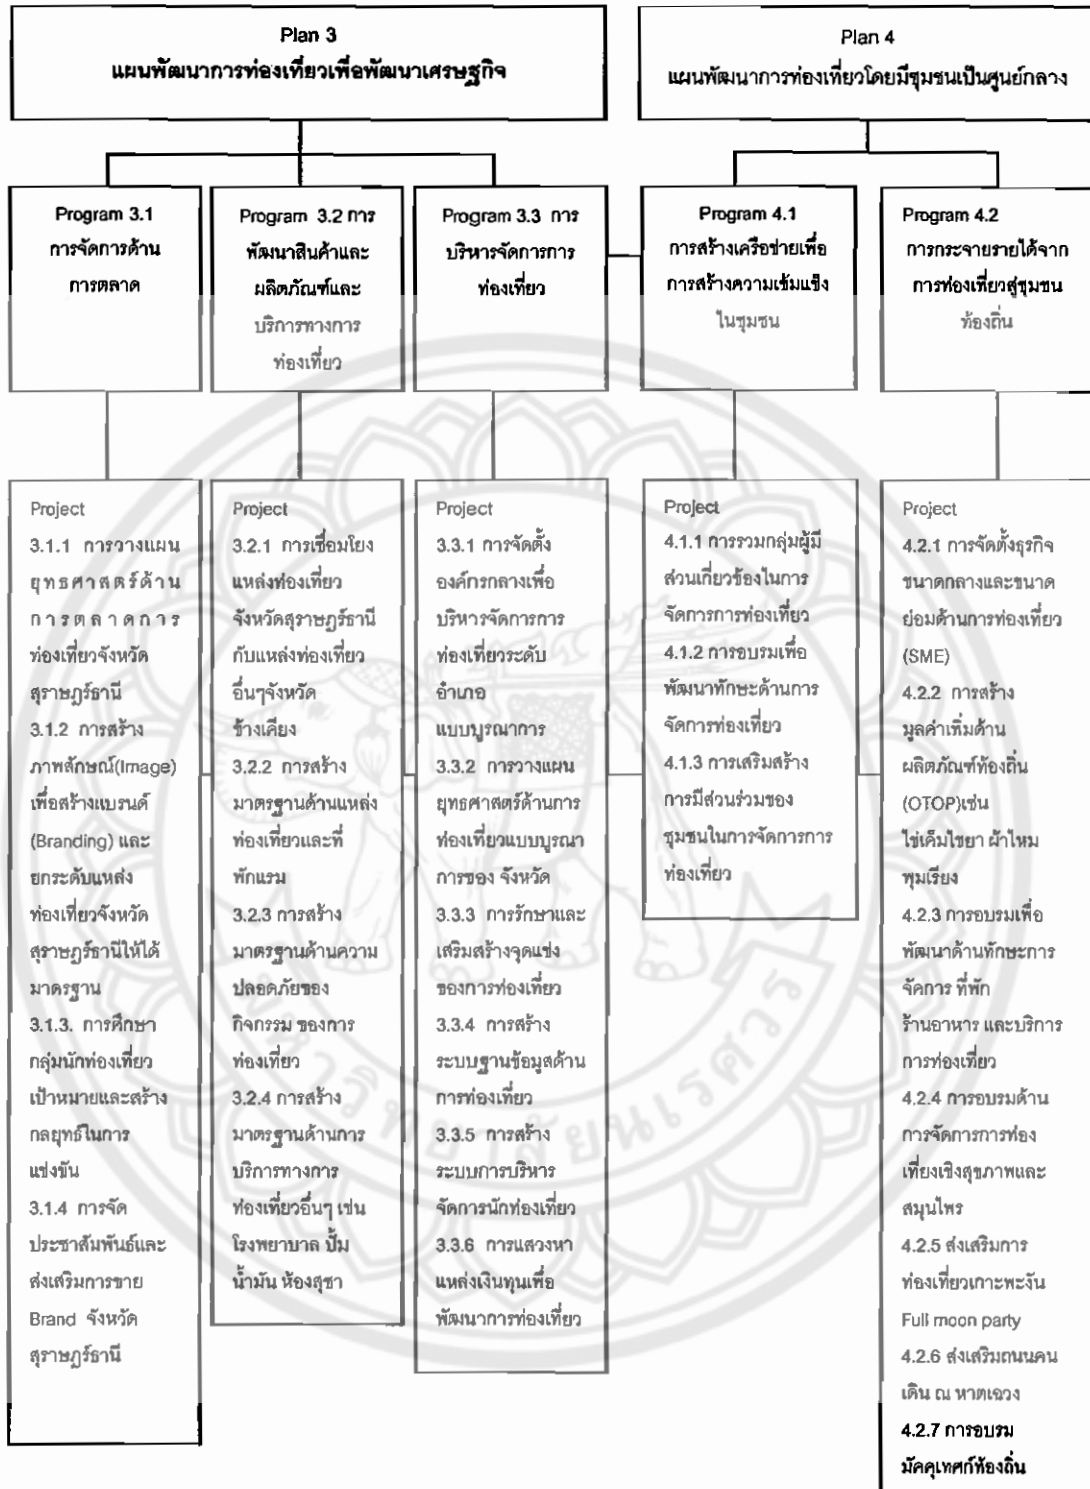 Plan 3
แผนพัฒนาการท่องเที่ยวเพื่อพัฒนาเศรษฐกิจ
Plan 4
แผนพัฒนาการท่องเที่ยวโดยมีชุมชนเป็นศูนย์กลาง
Program 3.1
การจัดการด้าน
การตลาด
Program 3.2 การ
พัฒนาสินค้าและ
ผลิตภัณฑ์และ
บริการทางการ
ท่องเที่ยว
Program 3.3 การ
บริหารจัดการการ
ท่องเที่ยว
Program 4.1
การสร้างเครือข่ายเพื่อ
การสร้างความเข้มแข็ง
ในชุมชน
Program 4.2
การกระจายรายได้จาก
การท่องเที่ยวสู่ชุมชน
ท้องถิ่น
Project
3.1.1 การวางแผน
ยุทธศาสตร์ด้าน
การตลาดการ
ท่องเที่ยวจังหวัด
สุราษฎร์ธานี
3.1.2 การสร้าง
ภาพลักษณ์(Image)
เพื่อสร้างแบรนด์
(Branding) และ
ยกระดับแหล่ง
ท่องเที่ยวจังหวัด
สุราษฎร์ธานีให้ได้
มาตรฐาน
3.1.3. การศึกษา
กลุ่มนักท่องเที่ยว
เป้าหมายและสร้าง
กลยุทธ์ในการ
แข่งขัน
3.1.4 การจัด
ประชาสัมพันธ์และ
ส่งเสริมการขาย
Brand จังหวัด
สุราษฎร์ธานี
Project
3.2.1 การเชื่อมโยง
แหล่งท่องเที่ยว
จังหวัดสุราษฎร์ธานี
กับแหล่งท่องเที่ยว
อื่นๆจังหวัด
ข้างเคียง
3.2.2 การสร้าง
มาตรฐานด้านแหล่ง
ท่องเที่ยวและที่
พักแรม
3.2.3 การสร้าง
มาตรฐานด้านความ
ปลอดภัยของ
กิจกรรม ของการ
ท่องเที่ยว
3.2.4 การสร้าง
มาตรฐานด้านการ
บริการทางการ
ท่องเที่ยวอื่นๆ เช่น
โรงพยาบาล ปั้ม
น้ำมัน ห้องสุขา
Project
3.3.1 การจัดตั้ง
องค์กรกลางเพื่อ
บริหารจัดการการ
ท่องเที่ยวระดับ
อำเภอ
แบบบูรณาการ
3.3.2 การวางแผน
ยุทธศาสตร์ด้านการ
ท่องเที่ยวแบบบูรณา
การของ จังหวัด
3.3.3 การรักษาและ
เสริมสร้างจุดแข่ง
ของการท่องเที่ยว
3.3.4 การสร้าง
ระบบฐานข้อมูลด้าน
การท่องเที่ยว
3.3.5 การสร้าง
ระบบการบริหาร
จัดการนักท่องเที่ยว
3.3.6 การแสวงหา
แหล่งเงินทุนเพื่อ
พัฒนาการท่องเที่ยว
Project
4.1.1 การรวมกลุ่มผู้มี
ส่วนเกี่ยวข้องในการ
จัดการการท่องเที่ยว
4.1.2 การอบรมเพื่อ
พัฒนาทักษะด้านการ
จัดการท่องเที่ยว
4.1.3 การเสริมสร้าง
การมีส่วนร่วมของ
ชุมชนในการจัดการการ
ท่องเที่ยว
Project
4.2.1 การจัดตั้งธุรกิจ
ขนาดกลางและขนาด
ย่อมด้านการท่องเที่ยว
(SME)
4.2.2 การสร้าง
มูลค่าเพิ่มด้าน
ผลิตภัณฑ์ท้องถิ่น
(OTOP)เช่น
ไข่เค็มไชยา ผ้าไหม
พุมเรียง
4.2.3 การอบรมเพื่อ
พัฒนาด้านทักษะการ
จัดการ ที่พัก
ร้านอาหาร และบริการ
การท่องเที่ยว
4.2.4 การอบรมด้าน
การจัดการการท่อง
เที่ยงเชิงสุขภาพและ
สมุนไพร
4.2.5 ส่งเสริมการ
ท่องเที่ยวเกาะพะงัน
Full moon party
4.2.6 ส่งเสริมถนนคน
เดิน ณ หาดเฉวง
4.2.7 การอบรม
มัคคุเทศก์ท้องถิ่น
มหาวิทยาลัยนเรศวร